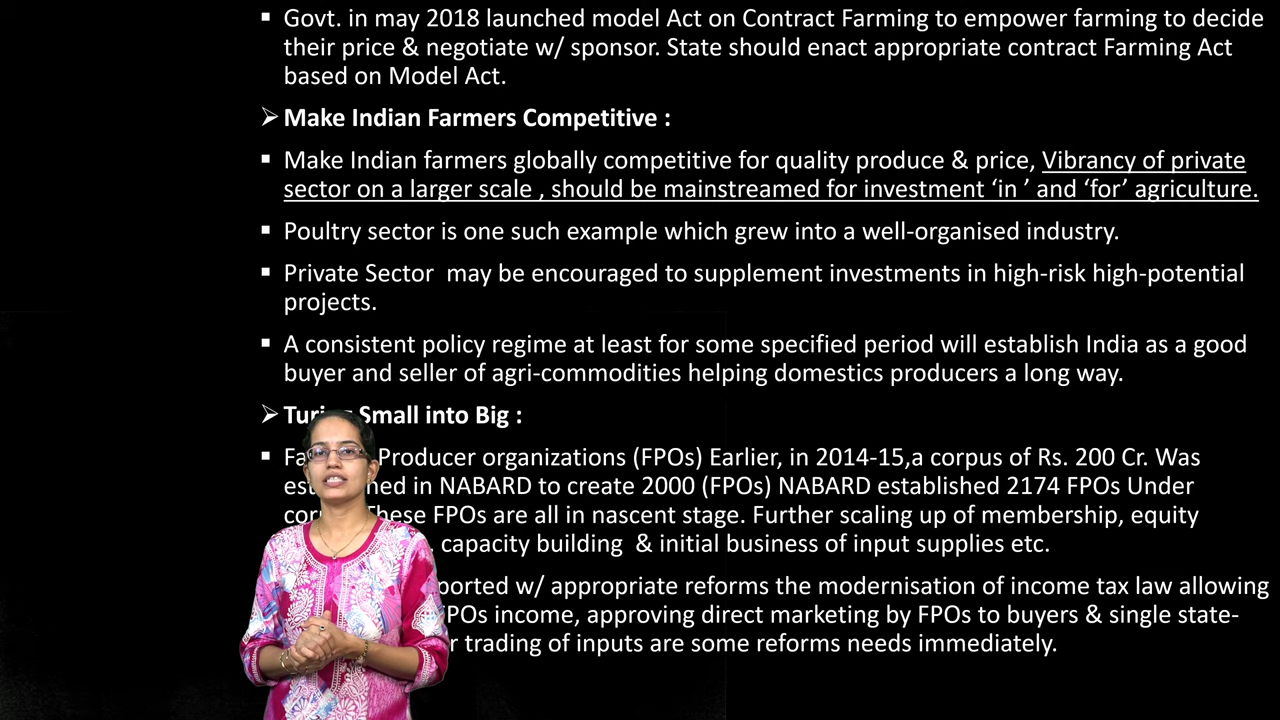 ▪ Govt. in may 2018 launched model Act on Contract Farming to empower farming to decide
their price & negotiate w/ sponsor. State should enact appropriate contract Farming Act
based on Model Act.
➢ Make Indian Farmers Competitive :
▪ Make Indian farmers globally competitive for quality produce & price, Vibrancy of private
sector on a larger scale , should be mainstreamed for investment ‘in ’ and ‘for’ agriculture.
▪ Poultry sector is one such example which grew into a well-organised industry.
▪ Private Sector may be encouraged to supplement investments in high-risk high-potential
projects.
▪ A consistent policy regime at least for some specified period will establish India as a good
buyer and seller of agri-commodities helping domestics producers a long way.
➢ Small into Big :
▪ Producer organizations (FPOs) Earlier, in 2014-15,a corpus of Rs. 200 Cr. Was
in NABARD to create 2000 (FPOs) NABARD established 2174 FPOs Under
These FPOs are all in nascent stage. Further scaling up of membership, equity
capacity building & initial business of input supplies etc.
w/ appropriate reforms the modernisation of income tax law allowing
FPOs income, approving direct marketing by FPOs to buyers & single state-
trading of inputs are some reforms needs immediately.